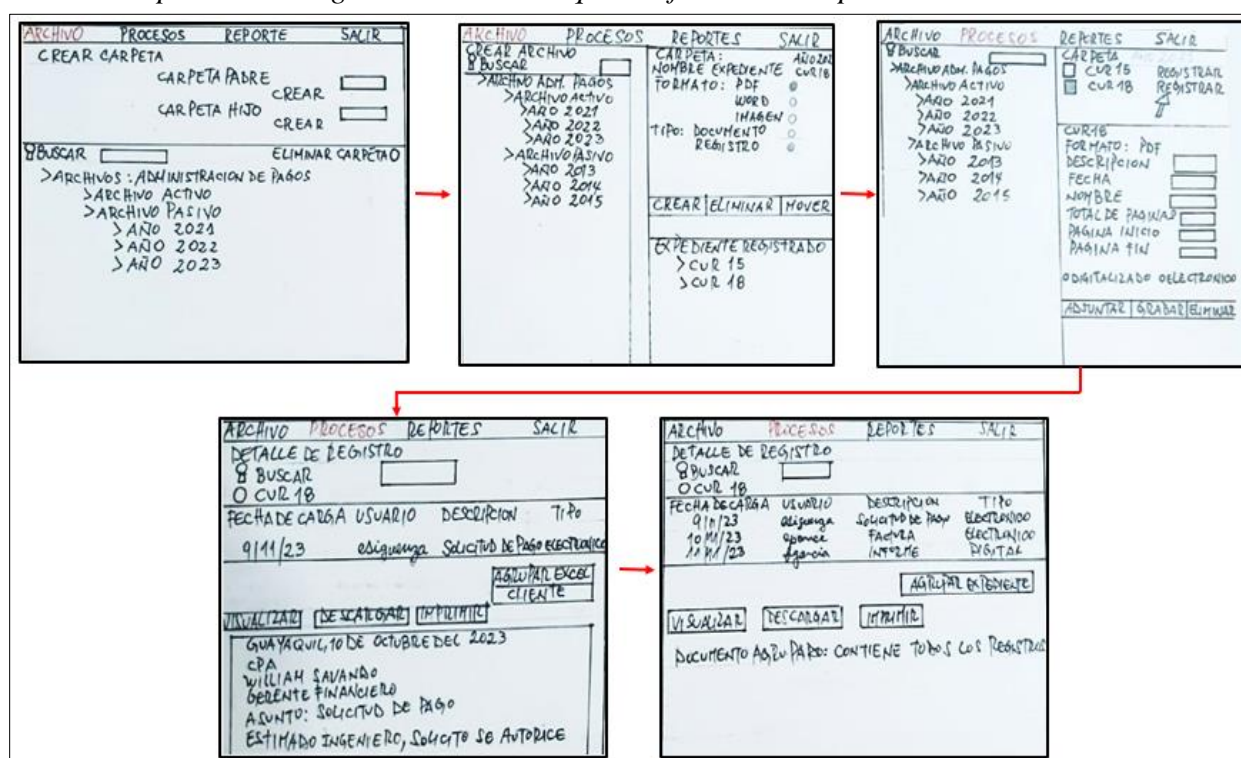 ARCHIVO PROCESOS REPORTE SALIR
CREAR CARPETA
CARPETA PADRE
CREAR
CARPETA HIJO
CREAR
BUSCAR ELIMINAR CARPETA
>ARCHIVOS : ADMINISTRACION DE PAGOS
>ARCHIVO ACTIVO
>ARCHIVO PASIVO
>AÑO 2021
>AÑO 2022
>AÑO 2023
ARCHIVO PROCESOS REPORTES SALIR
CREAR ARCHIVO
BUSCAR
>ARCHIVO ADM. PAGOS
>ARCHIVO ACTIVO
>AÑO 2021
>AÑO 2022
>AÑO 2023
>ARCHIVO PASIVO
>AÑO 2013
>AÑO 2014
>AÑO 2015
CARPETA: AÑO 202
NOMBRE EXPEDIENTE CUR18
FORMATO: PDF
WORD
IMAGEN
TIPO: DOCUMENTO
REGISTRO
CREAR ELIMINAR MOVER
EXPEDIENTE REGISTRADO
>CUR 15
>CUR 18
ARCHIVO PROCESOS REPORTES SALIR
BUSCAR
>ARCHIVO ADM. PAGOS
>ARCHIVO ACTIVO
>AÑO 2021
>AÑO 2022
>AÑO 2023
>ARCHIVO PASIVO
>AÑO 2013
>AÑO 2014
>AÑO 2015
CARPETA
CUR15 REGISTRAR
CUR18 REGISTRAR
CUR18
FORMATO: PDF
DESCRIPCION
FECHA
NOMBRE
TOTAL DE PAGINAS
PAGINA INICIO
PAGINA FIN
DIGITALIZADO ELECTRONICO
ADJUNTAR GRABAR ELIMINAR
ARCHIVO PROCESOS REPORTES SALIR
DETALLE DE REGISTRO
BUSCAR
CUR 18
FECHA DE CARGA USUARIO DESCRIPCION TIPO
9/11/23 esiguenza SOLICITUD DE PAGO ELECTRONICO
AGRUPAR EXCEL
CLIENTE
VISUALIZAR DESCARGAR IMPRIMIR
GUAYAQUIL, 10 DE OCTUBRE DEL 2023
CPA
WILLIAM SAVANDO
GERENTE FINANCIERO
ASUNTO: SOLICITUD DE PAGO
ESTIMADO INGENIERO, SOLICITO SE AUTORICE
ARCHIVO PROCESOS REPORTES SALIR
DETALLE DE REGISTRO
BUSCAR
CUR 18
FECHA DE CARGA USUARIO DESCRIPCION TIPO
9/11/23 esiguenza SOLICITUD DE PAGO ELECTRONICO
10/11/23 eponce FACTURA ELECTRONICO
11/11/23 agarcia INFORME DIGITAL
AGRUPAR EXPEDIENTE
VISUALIZAR DESCARGAR IMPRIMIR
DOCUMENTO AGRUPADO: CONTIENE TODOS LOS REGISTROS